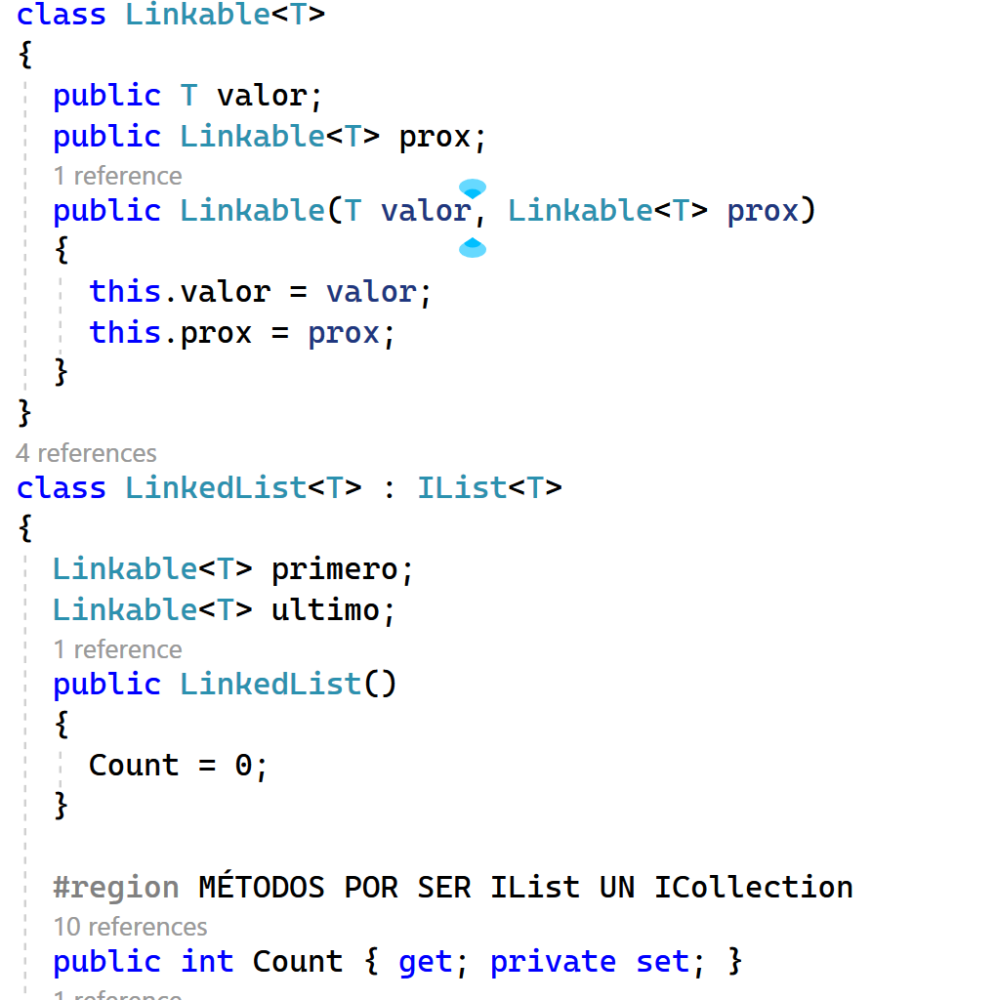 class Linkable<T>
{
public T valor;
public Linkable<T> prox;
1 reference
public Linkable(T valor, Linkable<T> prox)
{
this.valor = valor;
this.prox = prox;
}
}
4 references
class LinkedList<T> : IList<T>
{
Linkable<T> primero;
Linkable<T> ultimo;
1 reference
public LinkedList()
{
Count = 0;
}
#region MÉTODOS POR SER IList UN ICollection
10 references
public int Count { get; private set; }
1 reference